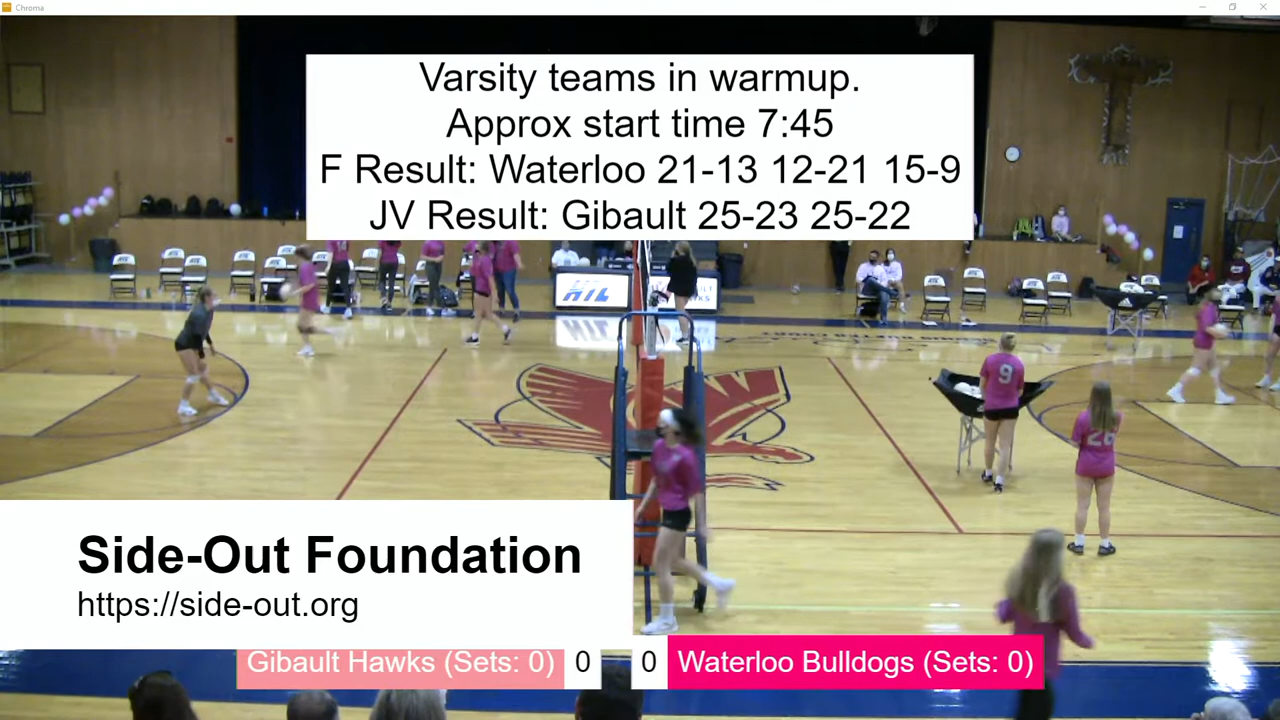 Chroma
Varsity teams in warmup.
Approx start time 7:45
F Result: Waterloo 21-13 12-21 15-9
JV Result: Gibault 25-23 25-22
ATL
9
26
Side-Out Foundation
https://side-out.org
Gibault Hawks (Sets: 0) 0 0 Waterloo Bulldogs (Sets: 0)